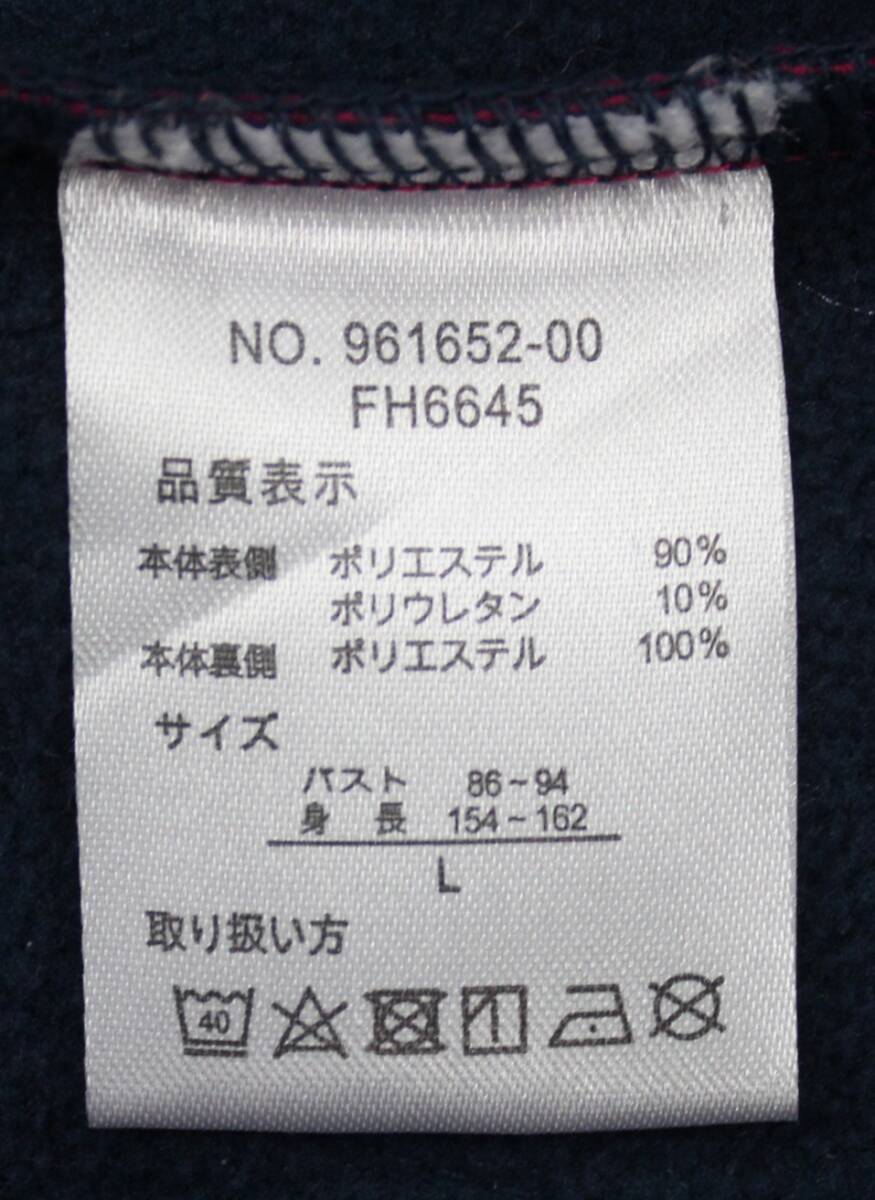 NO. 961652-00
FH6645
品質表示
本体表側 ポリエステル 90%
ポリウレタン 10%
本体裏側 ポリエステル 100%
サイズ
バスト 86~94
身 長 154~162
L
取り扱い方
40